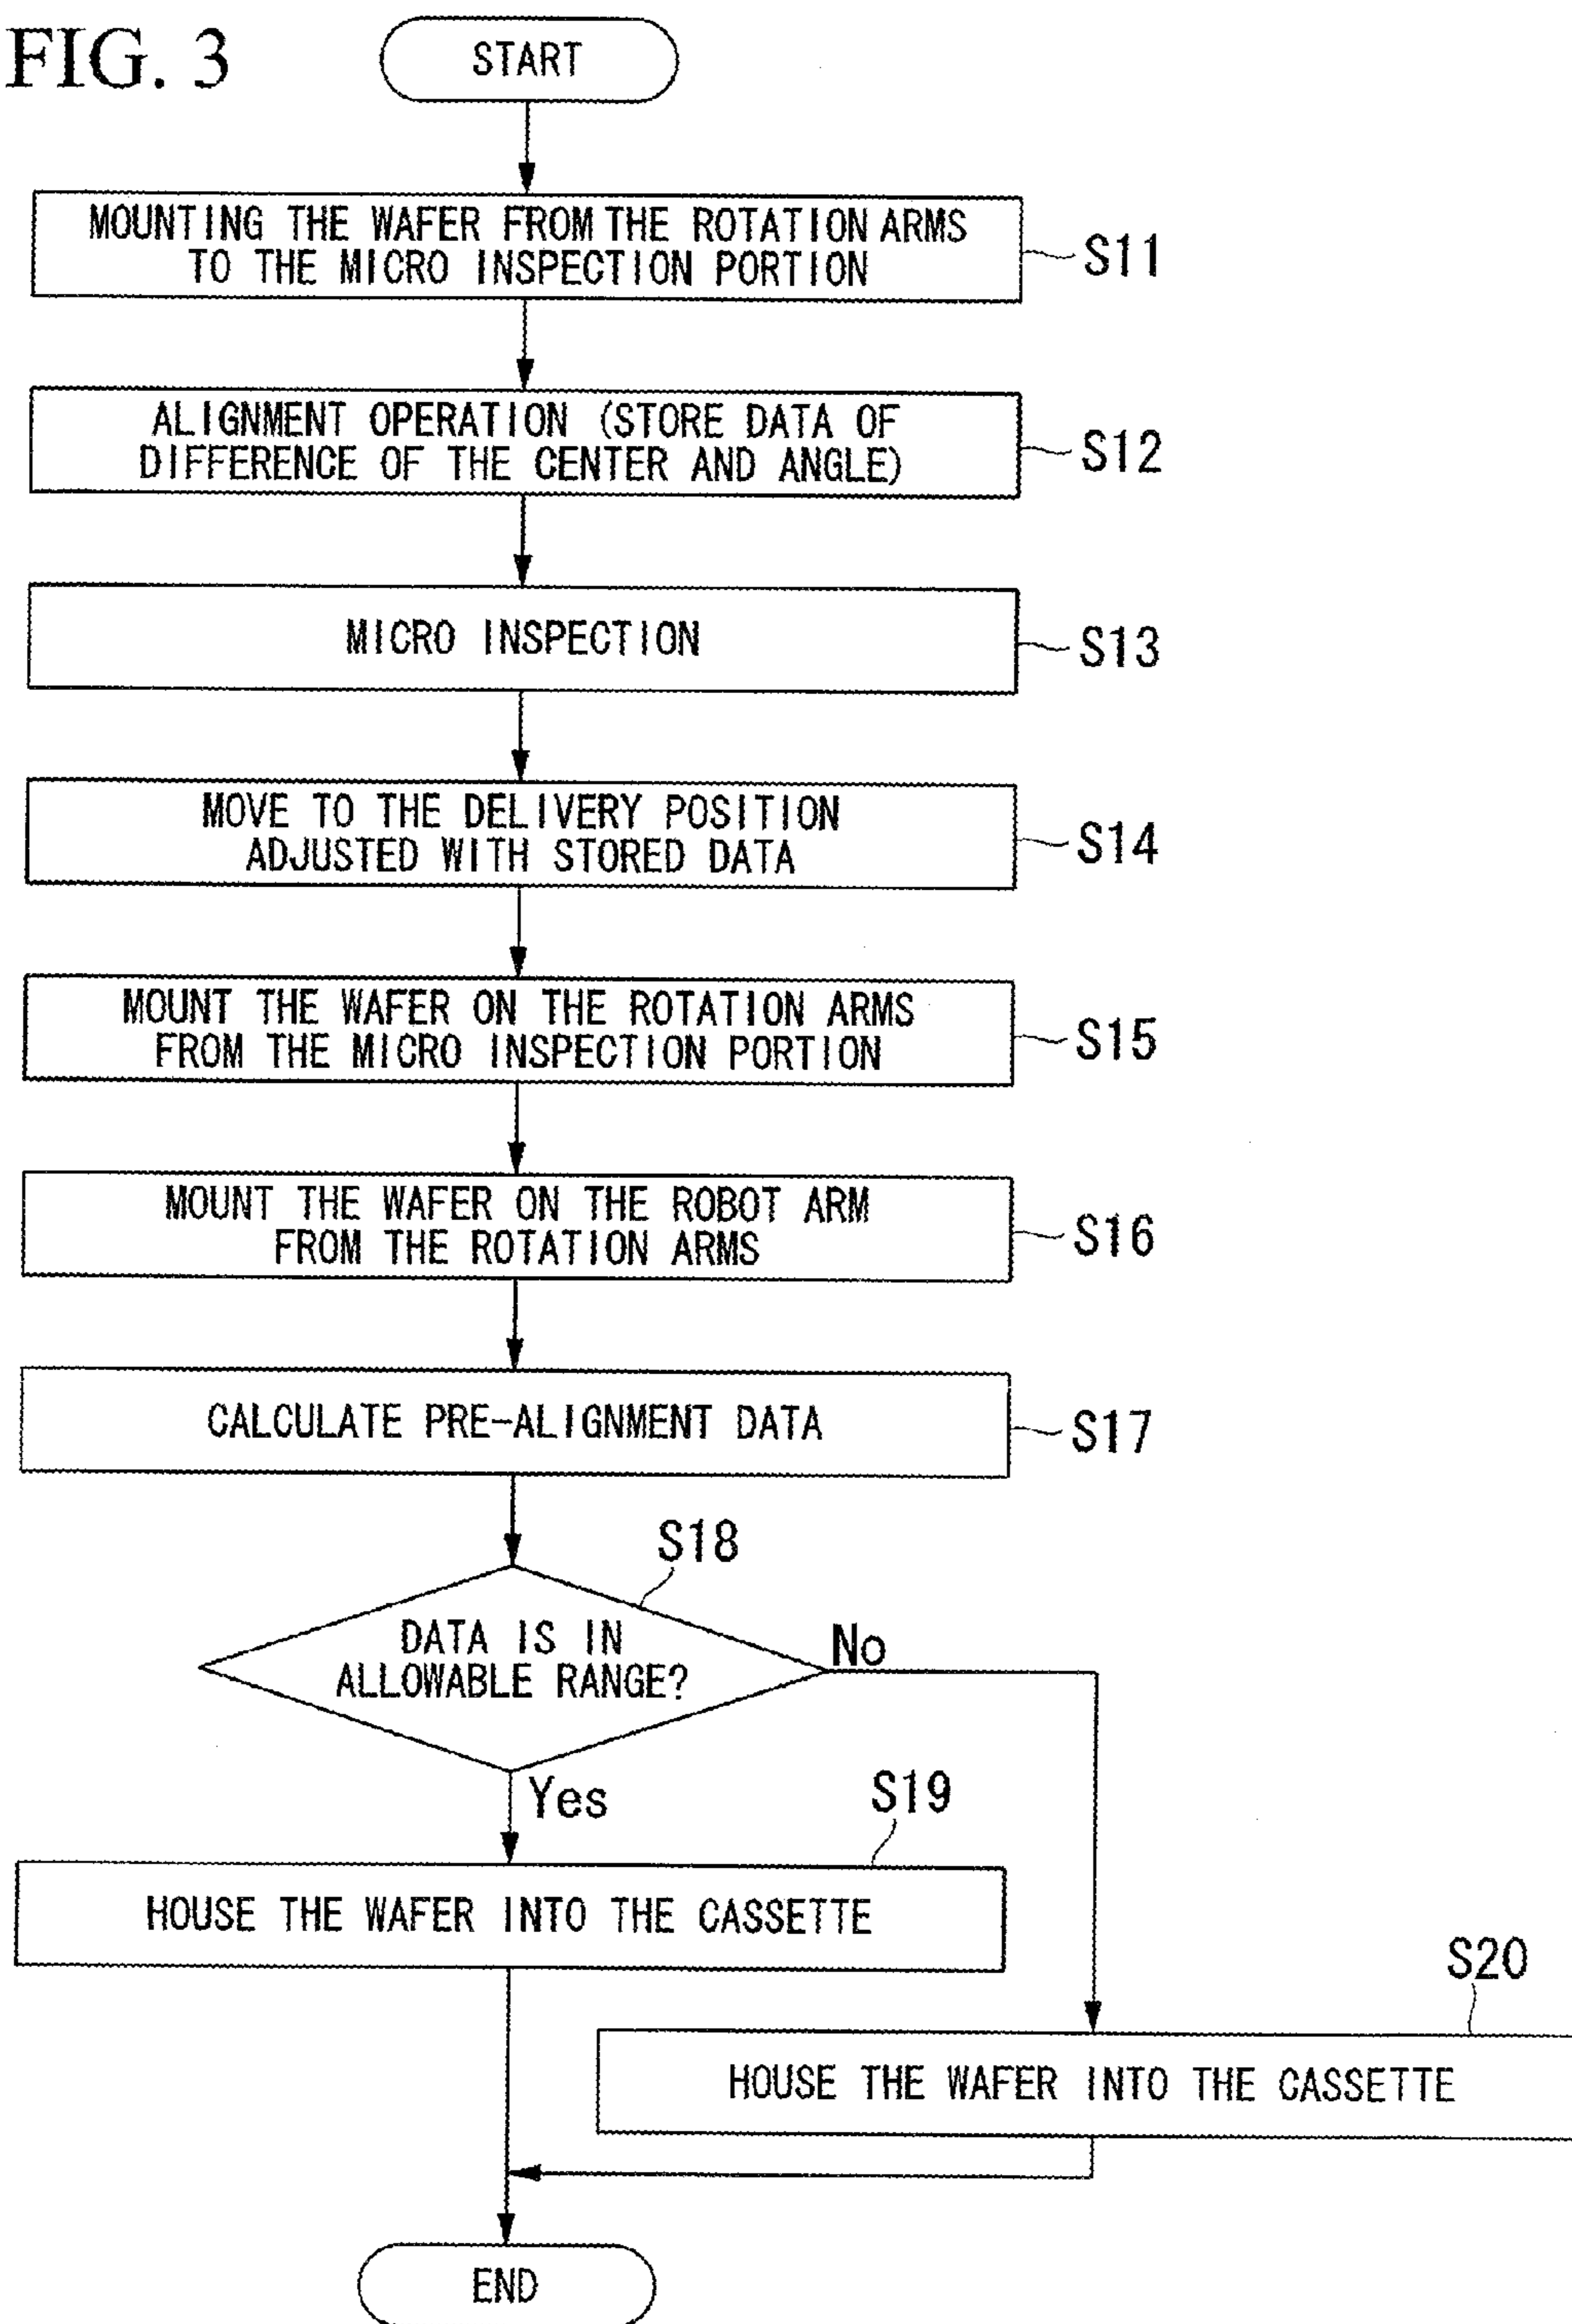 FIG. 3
START
MOUNTING THE WAFER FROM THE ROTATION ARMS
TO THE MICRO INSPECTION PORTION
S11
ALIGNMENT OPERATION (STORE DATA OF
DIFFERENCE OF THE CENTER AND ANGLE)
S12
MICRO INSPECTION
S13
MOVE TO THE DELIVERY POSITION
ADJUSTED WITH STORED DATA
S14
MOUNT THE WAFER ON THE ROTATION ARMS
FROM THE MICRO INSPECTION PORTION
S15
MOUNT THE WAFER ON THE ROBOT ARM
FROM THE ROTATION ARMS
S16
CALCULATE PRE-ALIGNMENT DATA
S17
S18
DATA IS IN
ALLOWABLE RANGE?
No
Yes
S19
HOUSE THE WAFER INTO THE CASSETTE
S20
HOUSE THE WAFER INTO THE CASSETTE
END